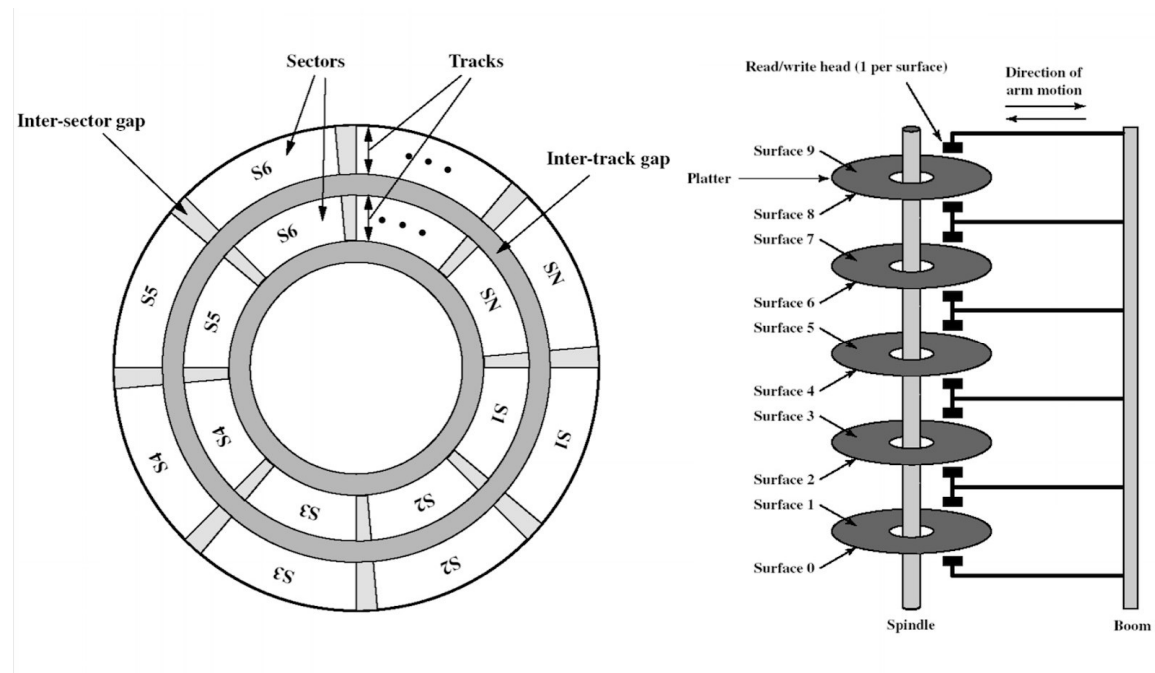 Sectors
Tracks
Inter-sector gap
Inter-track gap
S6
S6
SN
SN
S5
S5
S1
S1
S4
S4
S3
S3
S2
S2
Read/write head (1 per surface)
Direction of
arm motion
Surface 9
Platter
Surface 8
Surface 7
Surface 6
Surface 5
Surface 4
Surface 3
Surface 2
Surface 1
Surface 0
Spindle
Boom